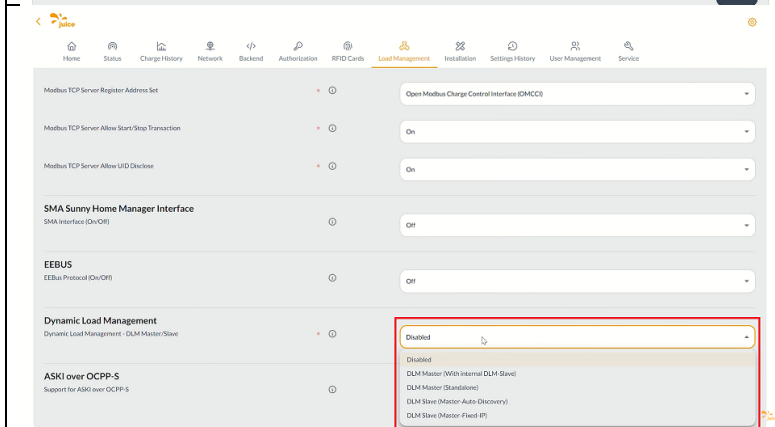 juice
Home
Status
Charge History
Network
Backend
Authorization
RFID Cards
Load Management
Installation
Settings History
User Management
Service
Modbus TCP Server Register Address Set
*
Open Modbus Charge Control Interface (OMCCI)
Modbus TCP Server Allow Start/Stop Transaction
*
On
Modbus TCP Server Allow UID Disclose
*
On
SMA Sunny Home Manager Interface
SMA Interface (On/Off)
Off
EEBUS
EEBus Protocol (On/Off)
Off
Dynamic Load Management
Dynamic Load Management - DLM Master/Slave
*
Disabled
Disabled
DLM Master (With internal DLM-Slave)
DLM Master (Standalone)
DLM Slave (Master-Auto-Discovery)
DLM Slave (Master-Fixed-IP)
ASKI over OCPP-S
Support for ASKI over OCPP-S